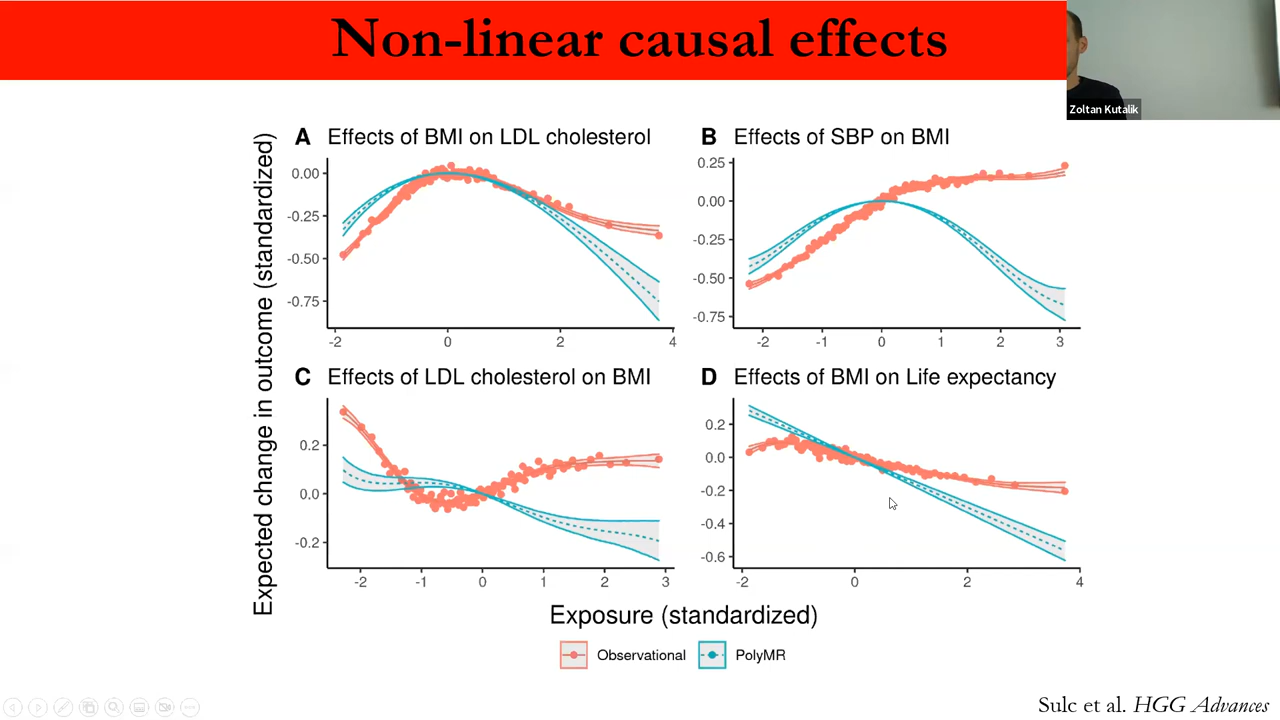 Non-linear causal effects
Zoltan Kutalik
Expected change in outcome (standardized)
A Effects of BMI on LDL cholesterol
0.00
-0.25
-0.50
-0.75
-2 0 2 4
B Effects of SBP on BMI
0.25
0.00
-0.25
-0.50
-0.75
-2 -1 0 1 2 3
C Effects of LDL cholesterol on BMI
0.2
0.0
-0.2
-2 -1 0 1 2 3
D Effects of BMI on Life expectancy
0.2
0.0
-0.2
-0.4
-0.6
-2 0 2 4
Exposure (standardized)
Observational PolyMR
Sulc et al. HGG Advances